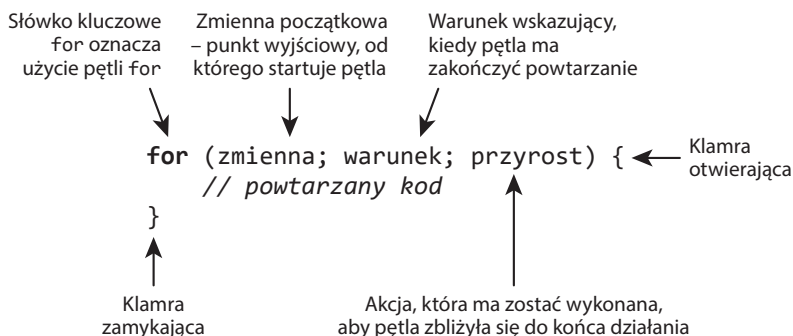 Słówko kluczowe
for oznacza
użycie pętli for
Zmienna początkowa
– punkt wyjściowy, od
którego startuje pętla
Warunek wskazujący,
kiedy pętla ma
zakończyć powtarzanie
for (zmienna; warunek; przyrost) {
// powtarzany kod
}
Klamra
otwierająca
Klamra
zamykająca
Akcja, która ma zostać wykonana,
aby pętla zbliżyła się do końca działania